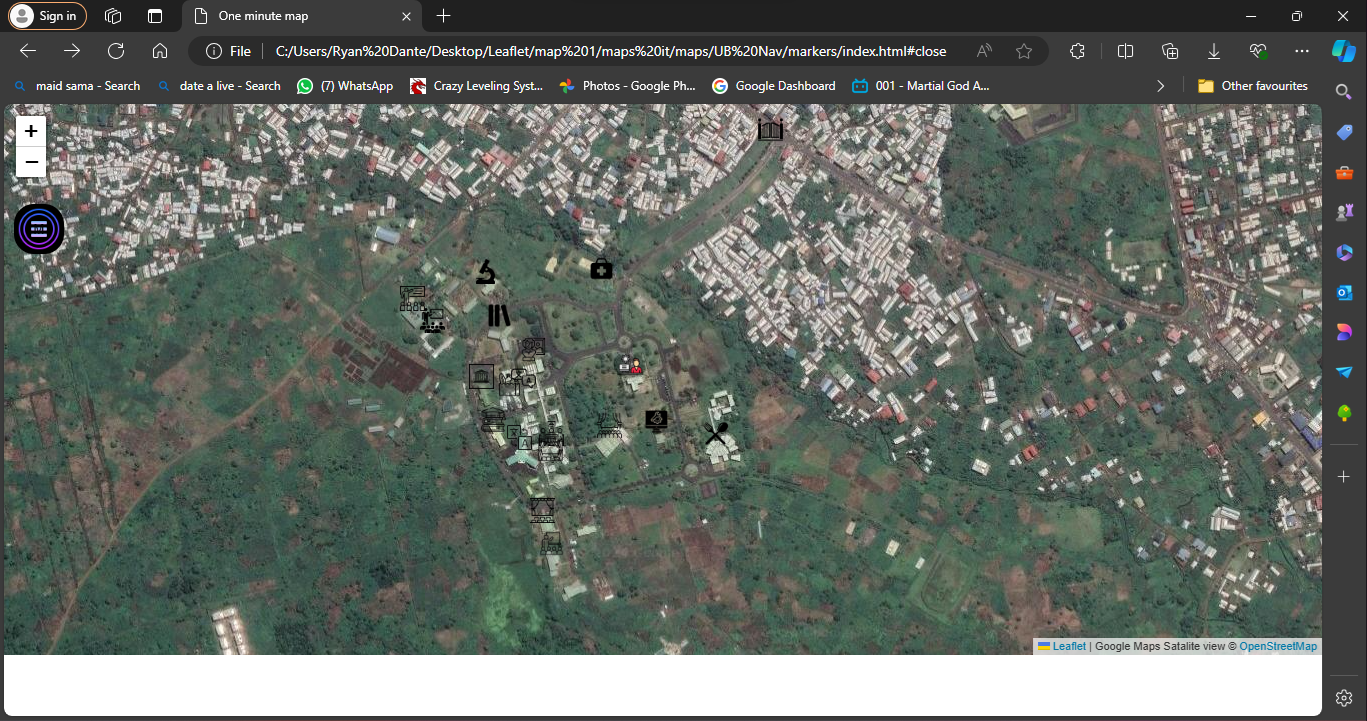 Sign in
One minute map
File
C:/Users/Ryan%20Dante/Desktop/Leaflet/map%201/maps%20it/maps/UB%20Nav/markers/index.html#close
maid sama - Search
date a live - Search
(7) WhatsApp
Crazy Leveling Syst...
Photos - Google Ph...
Google Dashboard
001 - Martial God A...
Other favourites
+
−
Leaflet | Google Maps Satalite view © OpenStreetMap